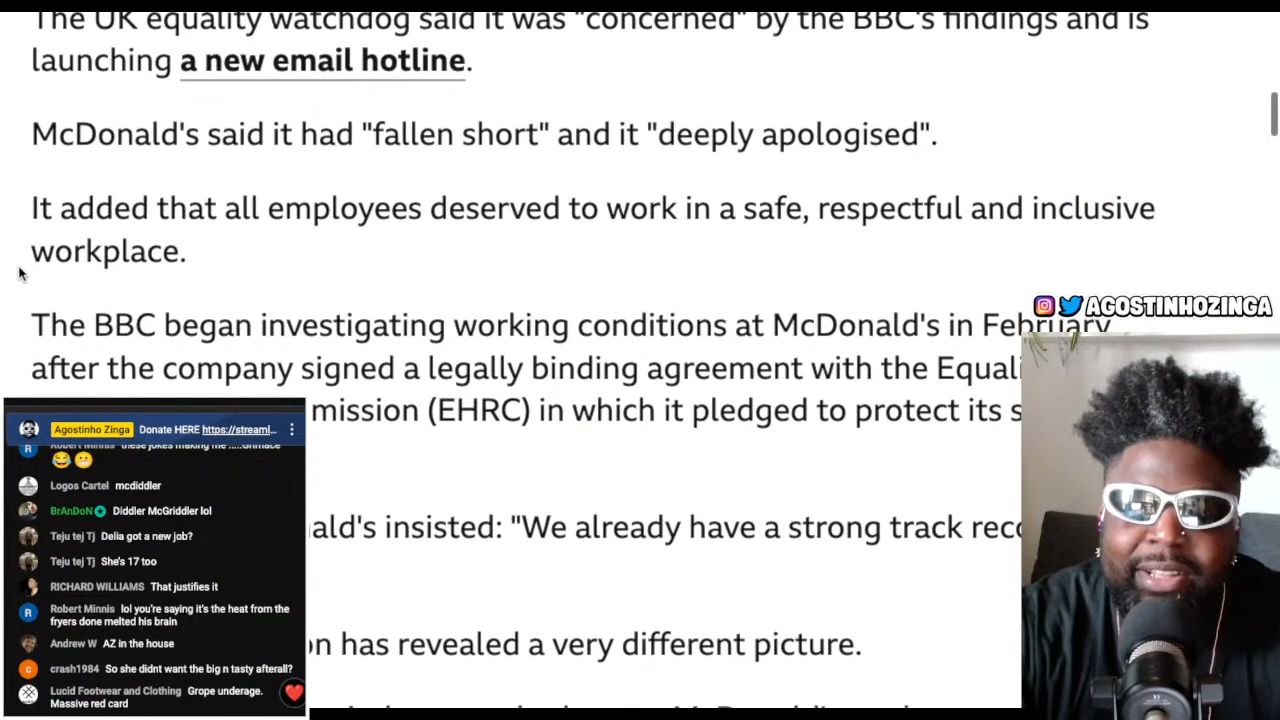 The UK equality watchdog said it was "concerned" by the BBC's findings and is
launching a new email hotline.
McDonald's said it had "fallen short" and it "deeply apologised".
It added that all employees deserved to work in a safe, respectful and inclusive
workplace.
The BBC began investigating working conditions at McDonald's in February,
after the company signed a legally binding agreement with the Equali
mission (EHRC) in which it pledged to protect its s
ald's insisted: "We already have a strong track reco
on has revealed a very different picture.
AGOSTINHOZINGA
Agostinho Zinga Donate HERE https://streaml...
Robert Minnis these jokes making me .....Grimace
😂😬
Logos Cartel mcdiddler
BrAnDoN Diddler McGriddler lol
Teju tej Tj Delia got a new job?
Teju tej Tj She's 17 too
RICHARD WILLIAMS That justifies it
Robert Minnis lol you're saying it's the heat from the
fryers done melted his brain
Andrew W AZ in the house
crash1984 So she didnt want the big n tasty afterall?
Lucid Footwear and Clothing Grope underage.
Massive red card